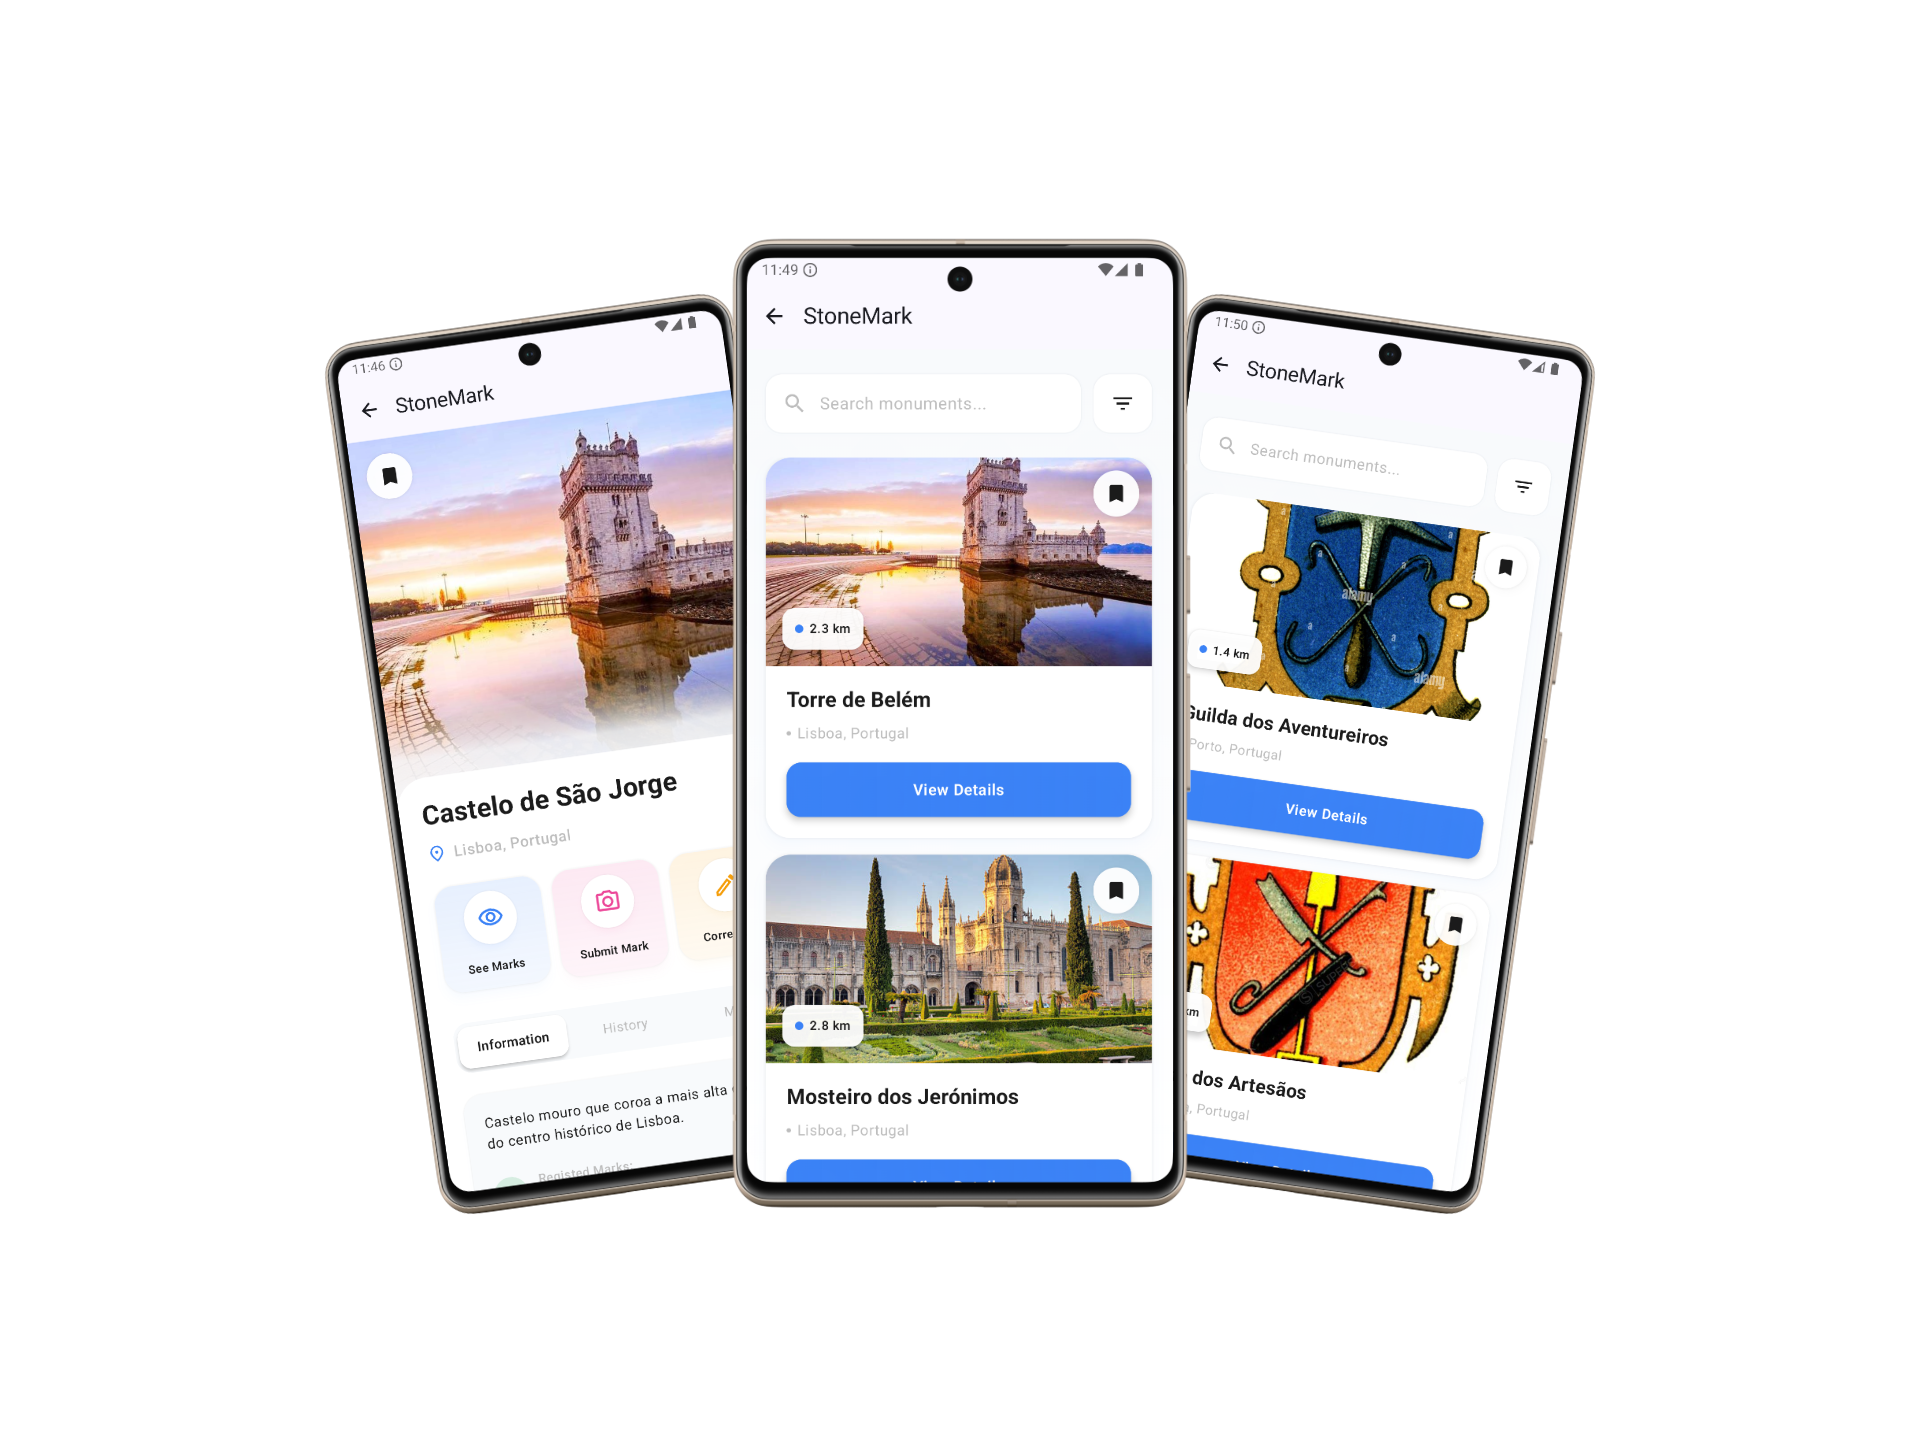 11:46
StoneMark
Castelo de São Jorge
Lisboa, Portugal
See Marks
Submit Mark
Information
History
Castelo mouro que coroa a mais alta
do centro histórico de Lisboa.
Registed Marks:
11:49
StoneMark
Search monuments...
2.3 km
Torre de Belém
• Lisboa, Portugal
View Details
2.8 km
Mosteiro dos Jerónimos
• Lisboa, Portugal
11:50
StoneMark
Search monuments...
alamy
a
a
a
a
a
a
a
alamy
1.4 km
Guilda dos Aventureiros
Porto, Portugal
View Details
km
dos Artesãos
Portugal